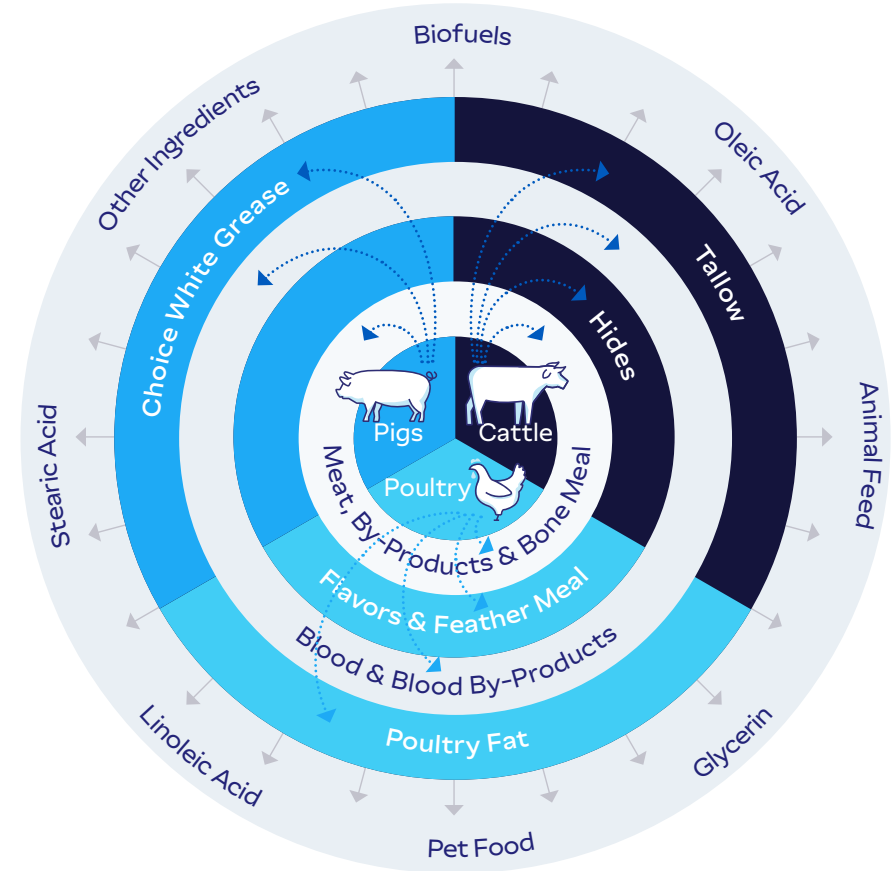 Biofuels
Other Ingredients
Oleic Acid
Choice White Grease
Tallow
Hides
Stearic Acid
Animal Feed
Pigs
Cattle
Poultry
Meat, By-Products & Bone Meal
Flavors & Feather Meal
Blood & Blood By-Products
Poultry Fat
Linoleic Acid
Glycerin
Pet Food